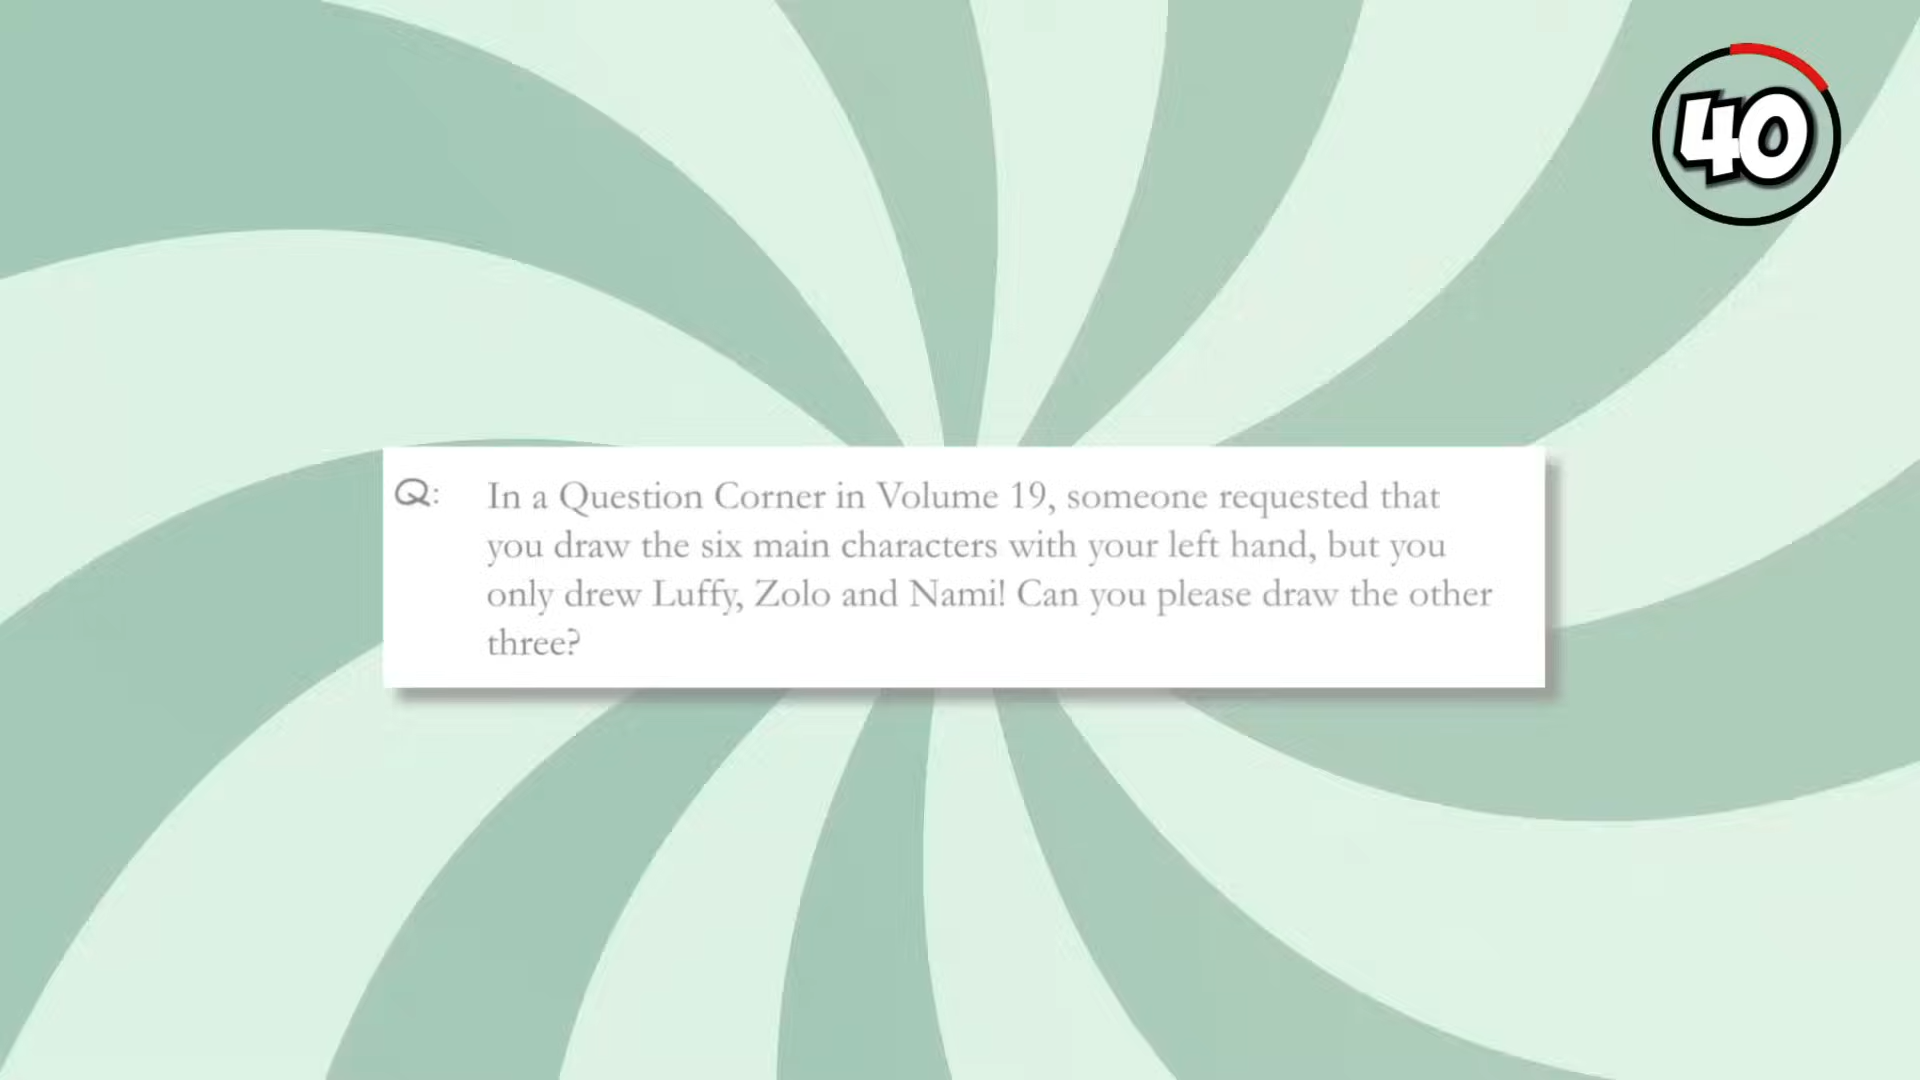 40
Q: In a Question Corner in Volume 19, someone requested that
you draw the six main characters with your left hand, but you
only drew Luffy, Zolo and Nami! Can you please draw the other
three?